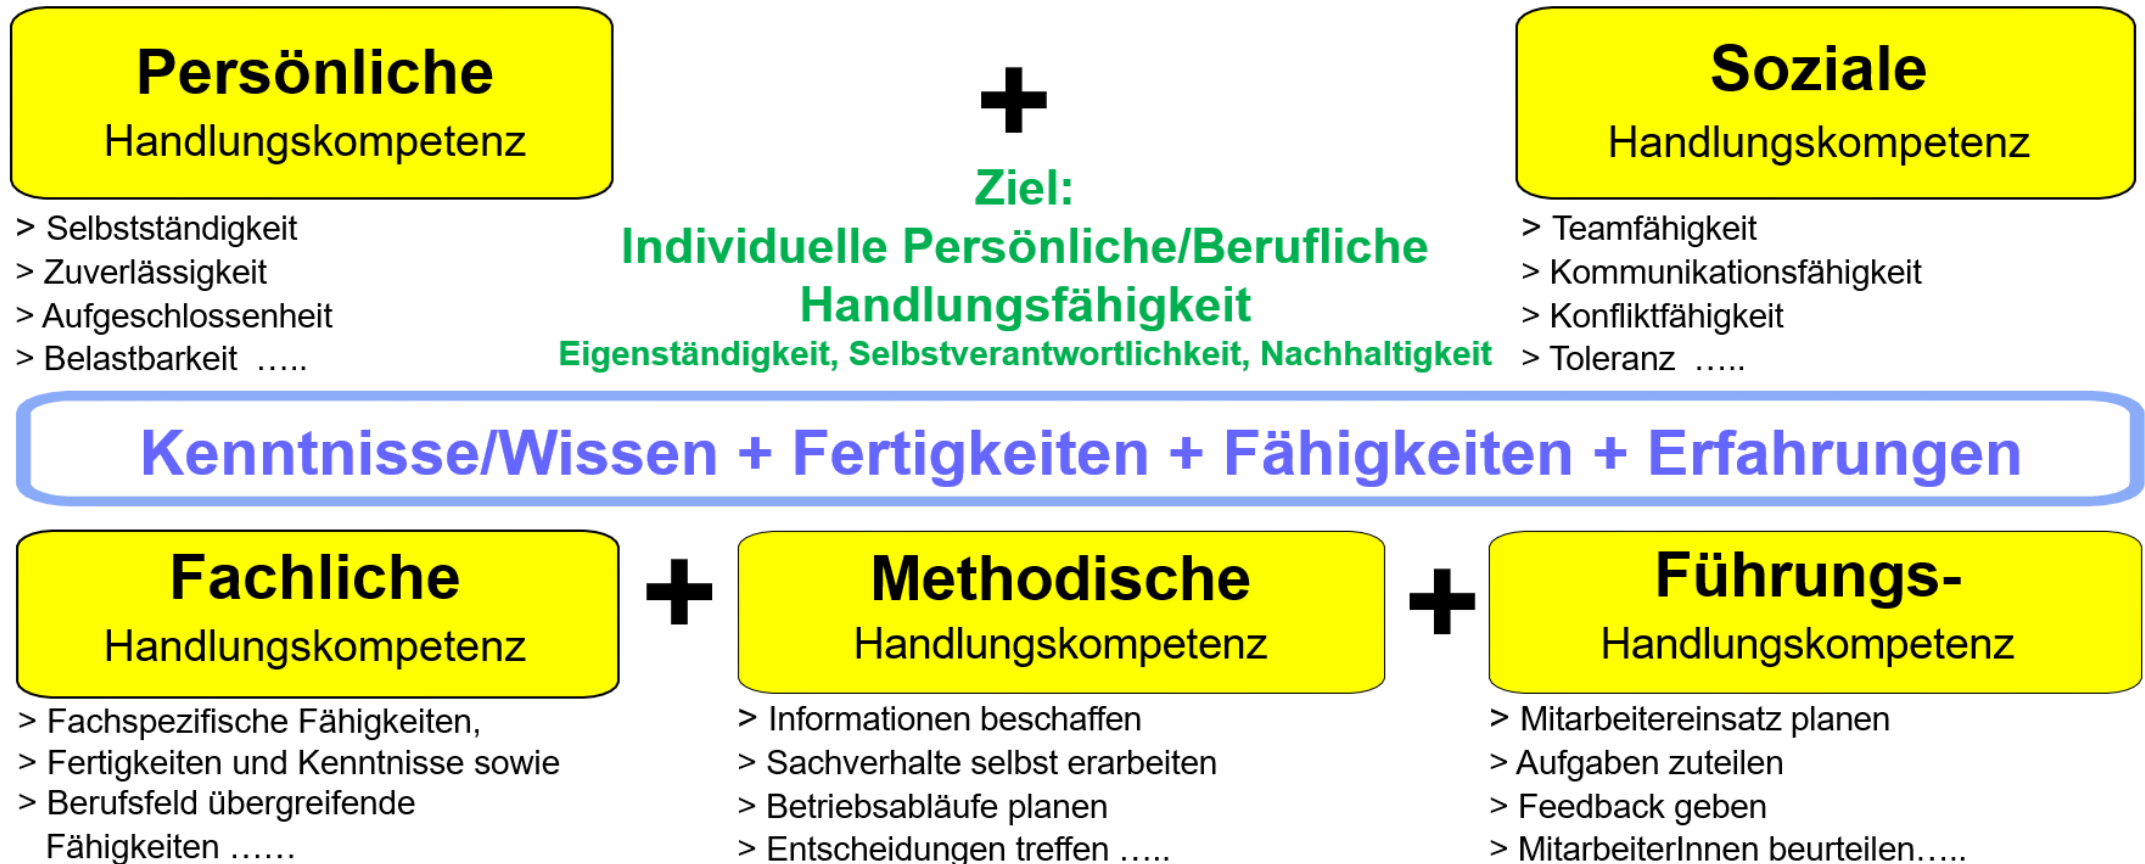 Persönliche
Handlungskompetenz
> Selbstständigkeit
> Zuverlässigkeit
> Aufgeschlossenheit
> Belastbarkeit …..
+
Ziel:
Individuelle Persönliche/Berufliche
Handlungsfähigkeit
Eigenständigkeit, Selbstverantwortlichkeit, Nachhaltigkeit
Soziale
Handlungskompetenz
> Teamfähigkeit
> Kommunikationsfähigkeit
> Konfliktfähigkeit
> Toleranz …..
Kenntnisse/Wissen + Fertigkeiten + Fähigkeiten + Erfahrungen
Fachliche
Handlungskompetenz
> Fachspezifische Fähigkeiten,
> Fertigkeiten und Kenntnisse sowie
> Berufsfeld übergreifende
Fähigkeiten ……
+
Methodische
Handlungskompetenz
> Informationen beschaffen
> Sachverhalte selbst erarbeiten
> Betriebsabläufe planen
> Entscheidungen treffen …..
+
Führungs-
Handlungskompetenz
> Mitarbeitereinsatz planen
> Aufgaben zuteilen
> Feedback geben
> MitarbeiterInnen beurteilen…..